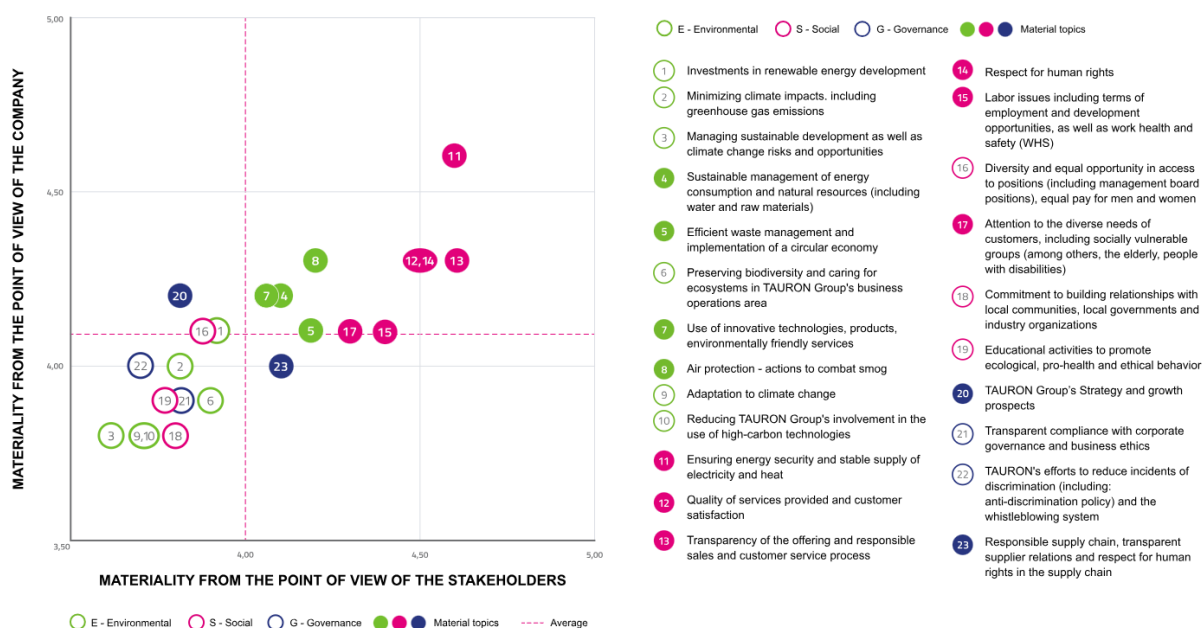 MATERIALITY FROM THE POINT OF VIEW OF THE COMPANY
5,00
4,50
4,00
3,50
4,00
4,50
5,00
11
8
12,14
13
20
7
4
16
1
5
17
15
22
2
23
19
21
6
3
9,10
18
MATERIALITY FROM THE POINT OF VIEW OF THE STAKEHOLDERS
E - Environmental
S - Social
G - Governance
Material topics
Average
E - Environmental
S - Social
G - Governance
Material topics
1 Investments in renewable energy development
2 Minimizing climate impacts. including
greenhouse gas emissions
3 Managing sustainable development as well as
climate change risks and opportunities
4 Sustainable management of energy
consumption and natural resources (including
water and raw materials)
5 Efficient waste management and
implementation of a circular economy
6 Preserving biodiversity and caring for
ecosystems in TAURON Group's business
operations area
7 Use of innovative technologies, products,
environmentally friendly services
8 Air protection - actions to combat smog
9 Adaptation to climate change
10 Reducing TAURON Group's involvement in the
use of high-carbon technologies
11 Ensuring energy security and stable supply of
electricity and heat
12 Quality of services provided and customer
satisfaction
13 Transparency of the offering and responsible
sales and customer service process
14 Respect for human rights
15 Labor issues including terms of
employment and development
opportunities, as well as work health and
safety (WHS)
16 Diversity and equal opportunity in access
to positions (including management board
positions), equal pay for men and women
17 Attention to the diverse needs of
customers, including socially vulnerable
groups (among others, the elderly, people
with disabilities)
18 Commitment to building relationships with
local communities, local governments and
industry organizations
19 Educational activities to promote
ecological, pro-health and ethical behavior
20 TAURON Group's Strategy and growth
prospects
21 Transparent compliance with corporate
governance and business ethics
22 TAURON's efforts to reduce incidents of
discrimination (including:
anti-discrimination policy) and the
whistleblowing system
23 Responsible supply chain, transparent
supplier relations and respect for human
rights in the supply chain